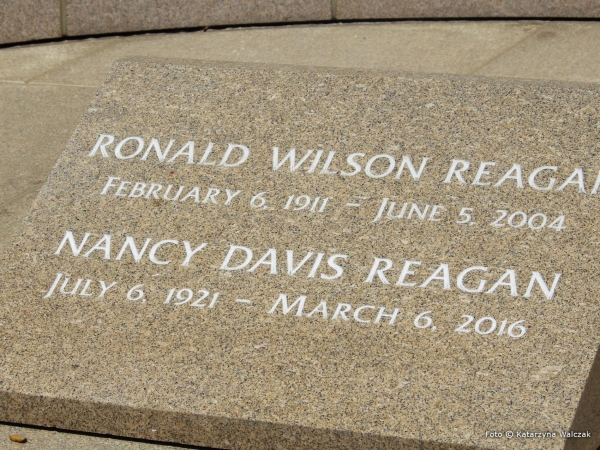 RONALD WILSON REAGAN
FEBRUARY 6, 1911 – JUNE 5, 2004
NANCY DAVIS REAGAN
JULY 6, 1921 – MARCH 6, 2016
Foto © Katarzyna Walczak